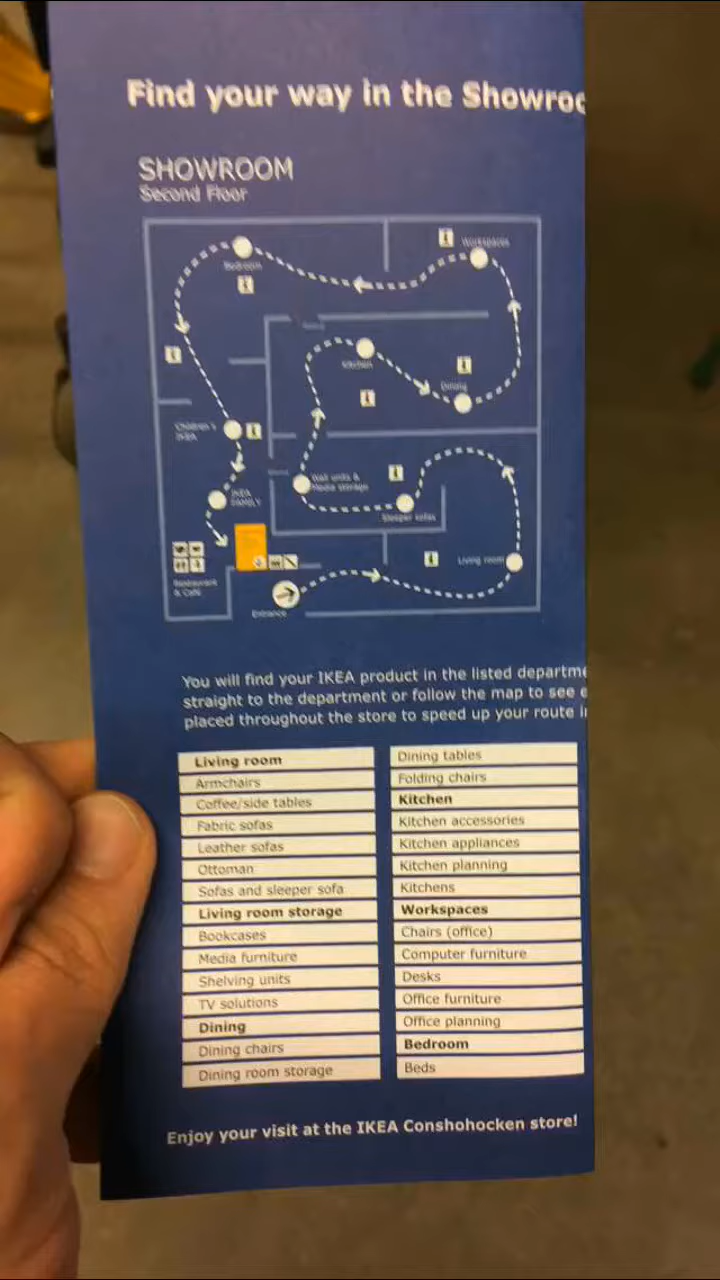 Find your way in the Showroo
SHOWROOM
Second Floor
Workspaces
Bedroom
Kitchen
Dining
Children's
IKEA
Wall units &
Media storage
IKEA
FAMILY
Sleeper sofas
Living room
Restaurant
& Café
Entrance
You will find your IKEA product in the listed departme
straight to the department or follow the map to see e
placed throughout the store to speed up your route i
Living room
Armchairs
Coffee/side tables
Fabric sofas
Leather sofas
Ottoman
Sofas and sleeper sofa
Living room storage
Bookcases
Media furniture
Shelving units
TV solutions
Dining
Dining chairs
Dining room storage
Dining tables
Folding chairs
Kitchen
Kitchen accessories
Kitchen appliances
Kitchen planning
Kitchens
Workspaces
Chairs (office)
Computer furniture
Desks
Office furniture
Office planning
Bedroom
Beds
Enjoy your visit at the IKEA Conshohocken store!